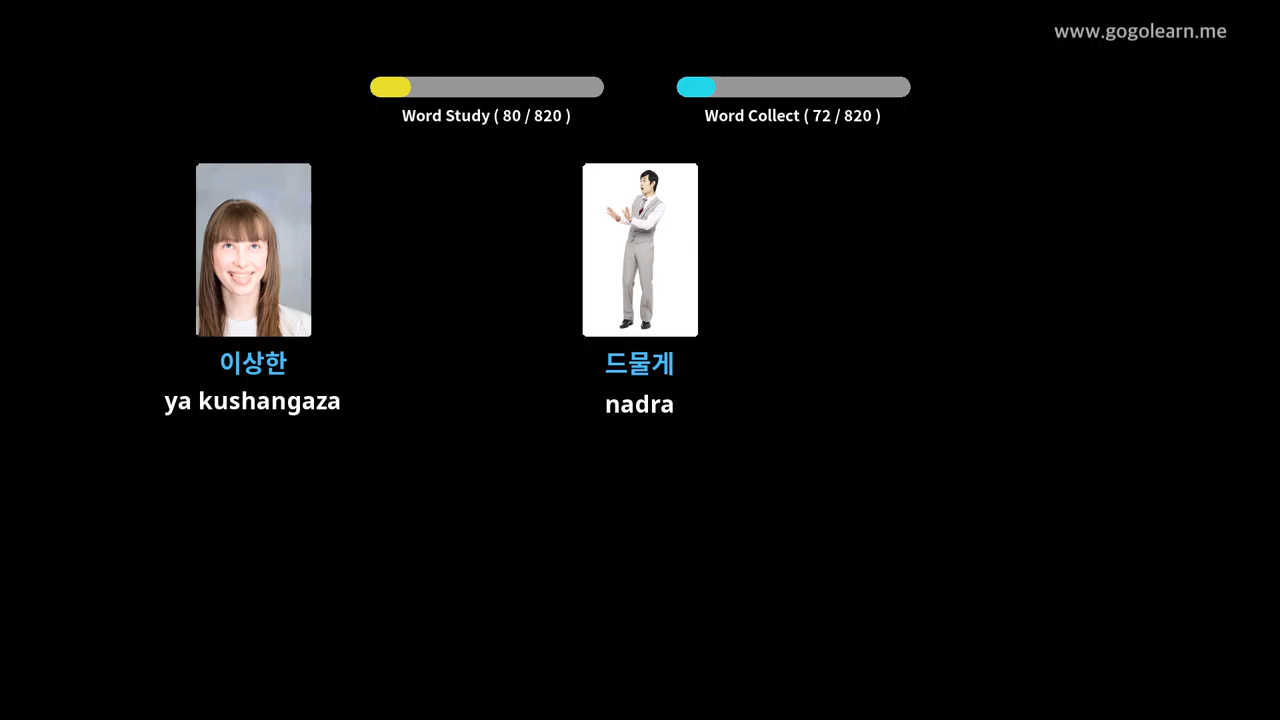 www.gogolearn.me
Word Study ( 80 / 820 )
Word Collect ( 72 / 820 )
이상한
ya kushangaza
드물게
nadra